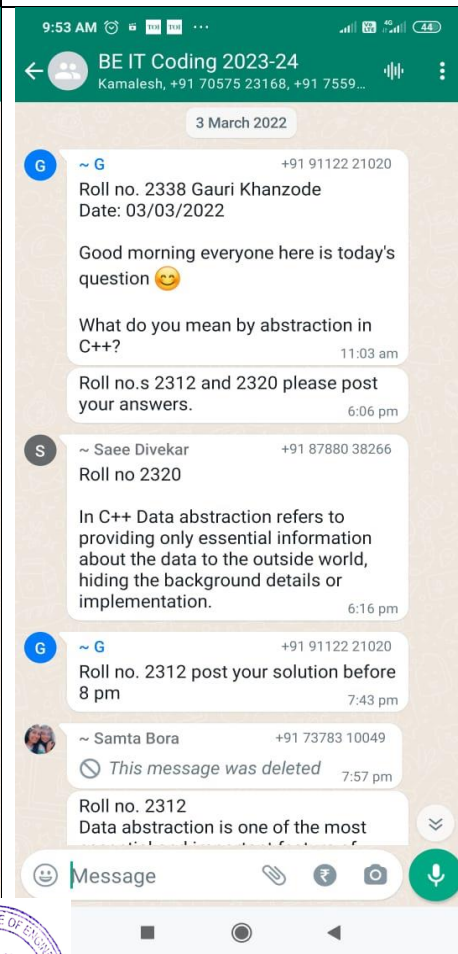 9:53 AM TOI TOI ... VoLTE 4G 44
BE IT Coding 2023-24
Kamalesh, +91 70575 23168, +91 7559...
3 March 2022
G ~ G +91 91122 21020
Roll no. 2338 Gauri Khanzode
Date: 03/03/2022
Good morning everyone here is today's
question 😊
What do you mean by abstraction in
C++?
11:03 am
Roll no.s 2312 and 2320 please post
your answers.
6:06 pm
S ~ Saee Divekar +91 87880 38266
Roll no 2320
In C++ Data abstraction refers to
providing only essential information
about the data to the outside world,
hiding the background details or
implementation.
6:16 pm
G ~ G +91 91122 21020
Roll no. 2312 post your solution before
8 pm
7:43 pm
~ Samta Bora +91 73783 10049
This message was deleted 7:57 pm
Roll no. 2312
Data abstraction is one of the most
Message ₹